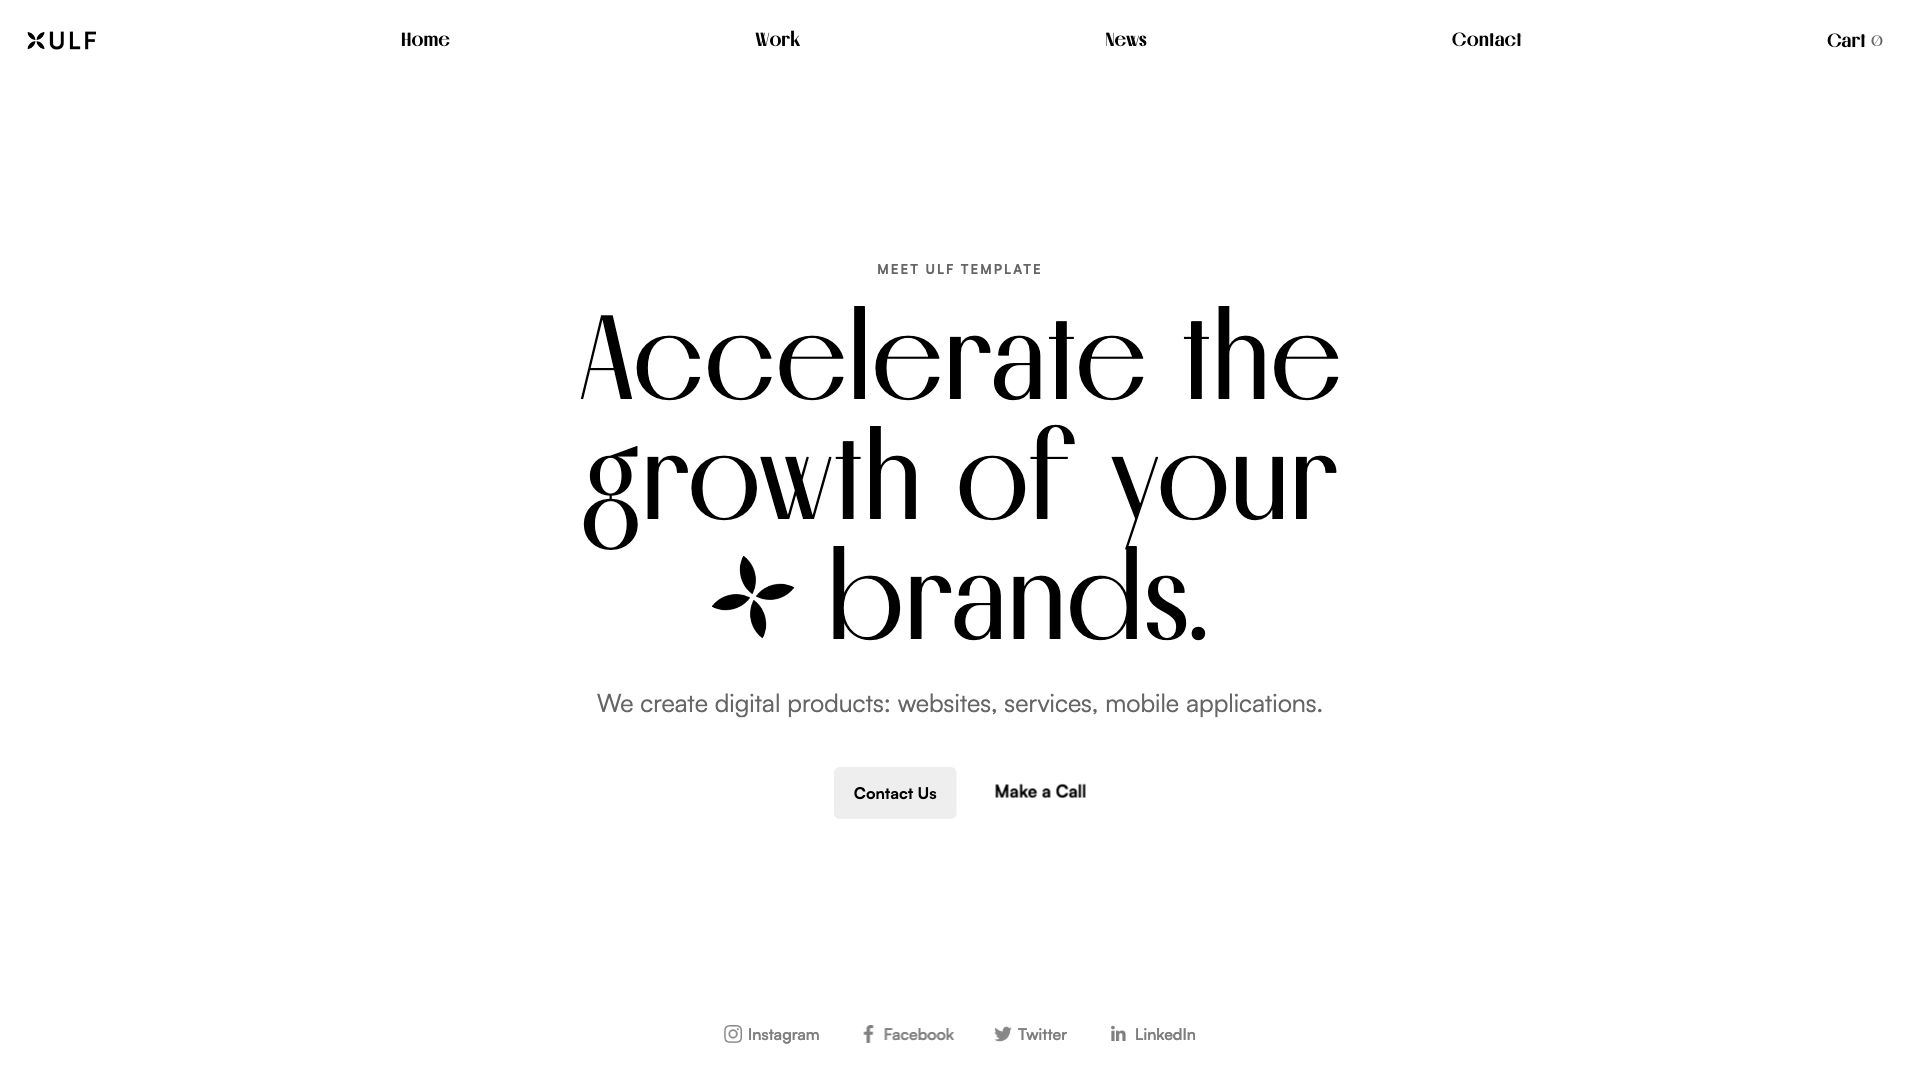 ULF
Home
Work
News
Contact
Cart 0
MEET ULF TEMPLATE
Accelerate the
growth of your
brands.
We create digital products: websites, services, mobile applications.
Contact Us
Make a Call
Instagram
Facebook
Twitter
LinkedIn